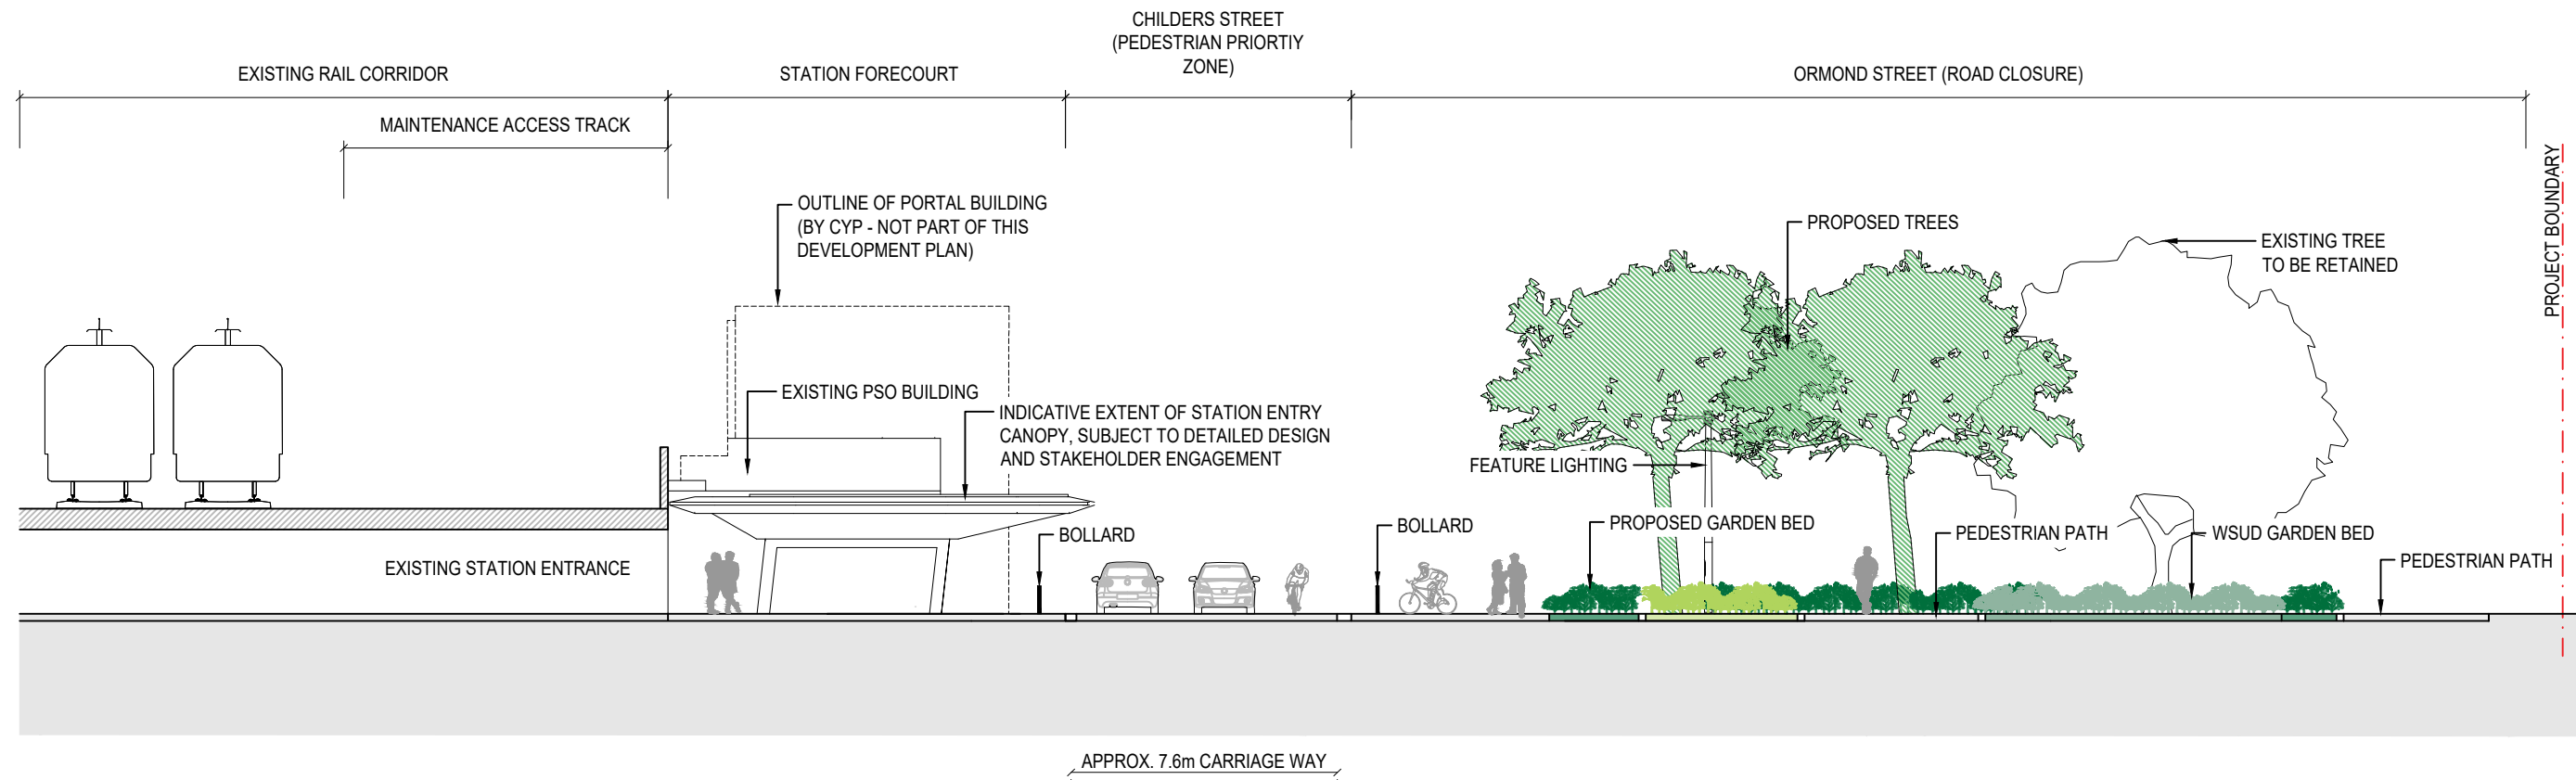 CHILDERS STREET
(PEDESTRIAN PRIORTIY
ZONE)
EXISTING RAIL CORRIDOR
STATION FORECOURT
ORMOND STREET (ROAD CLOSURE)
MAINTENANCE ACCESS TRACK
PROJECT BOUNDARY
OUTLINE OF PORTAL BUILDING
(BY CYP - NOT PART OF THIS
DEVELOPMENT PLAN)
PROPOSED TREES
EXISTING TREE
TO BE RETAINED
EXISTING PSO BUILDING
INDICATIVE EXTENT OF STATION ENTRY
CANOPY, SUBJECT TO DETAILED DESIGN
AND STAKEHOLDER ENGAGEMENT
FEATURE LIGHTING
BOLLARD
BOLLARD
PROPOSED GARDEN BED
PEDESTRIAN PATH
WSUD GARDEN BED
PEDESTRIAN PATH
EXISTING STATION ENTRANCE
APPROX. 7.6m CARRIAGE WAY